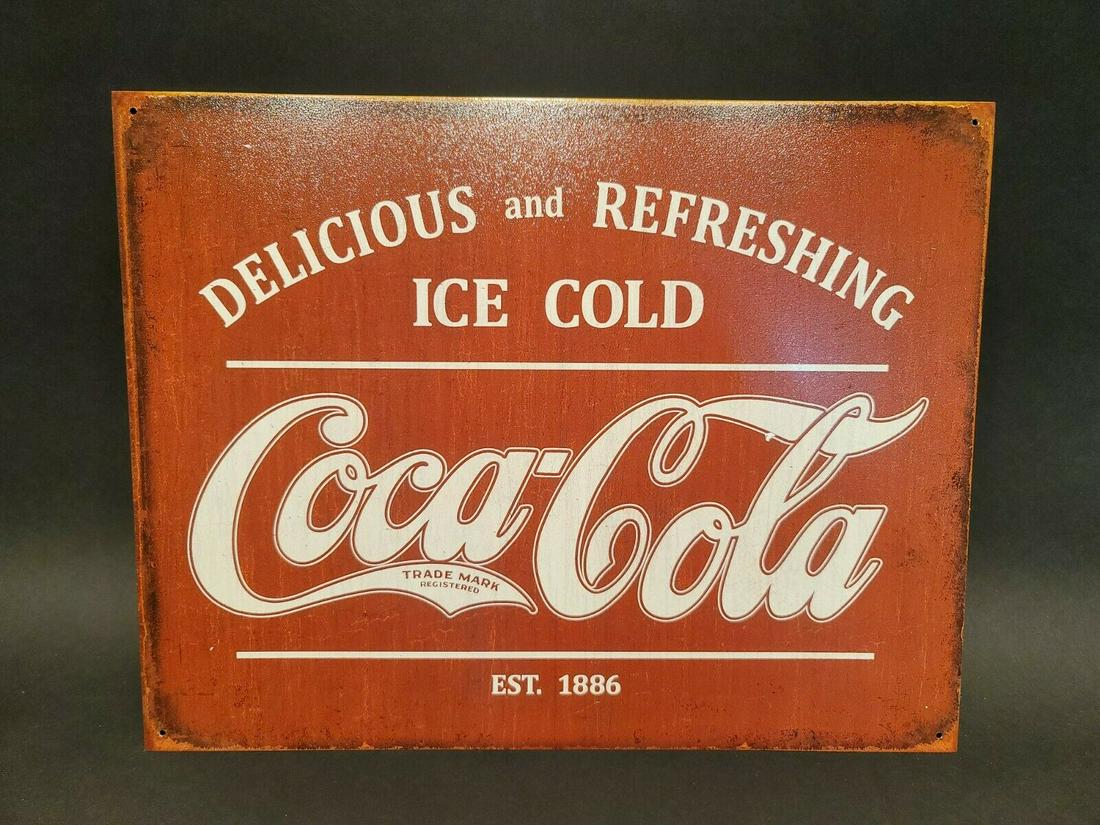 DELICIOUS and REFRESHING
ICE COLD
Coca-Cola
TRADE MARK
REGISTERED
EST. 1886